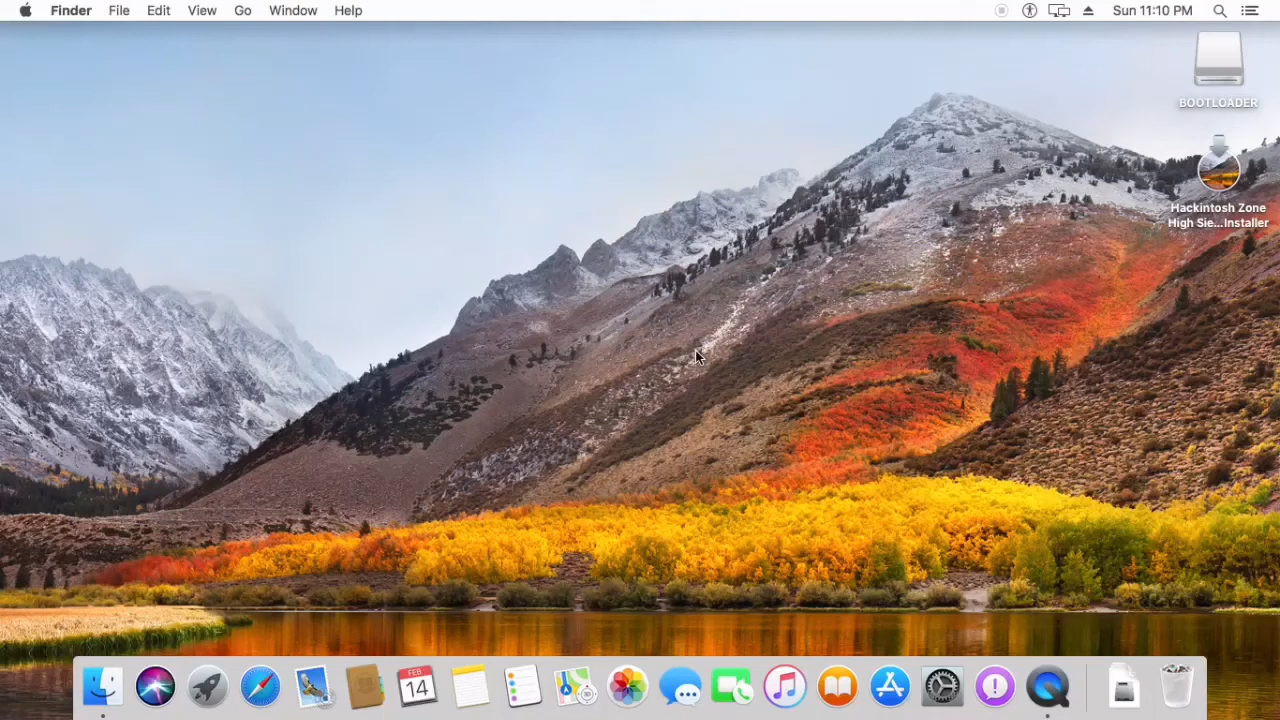 Finder File Edit View Go Window Help Sun 11:10 PM
BOOTLOADER
Hackintosh Zone
High Sie...Installer
FEB
14